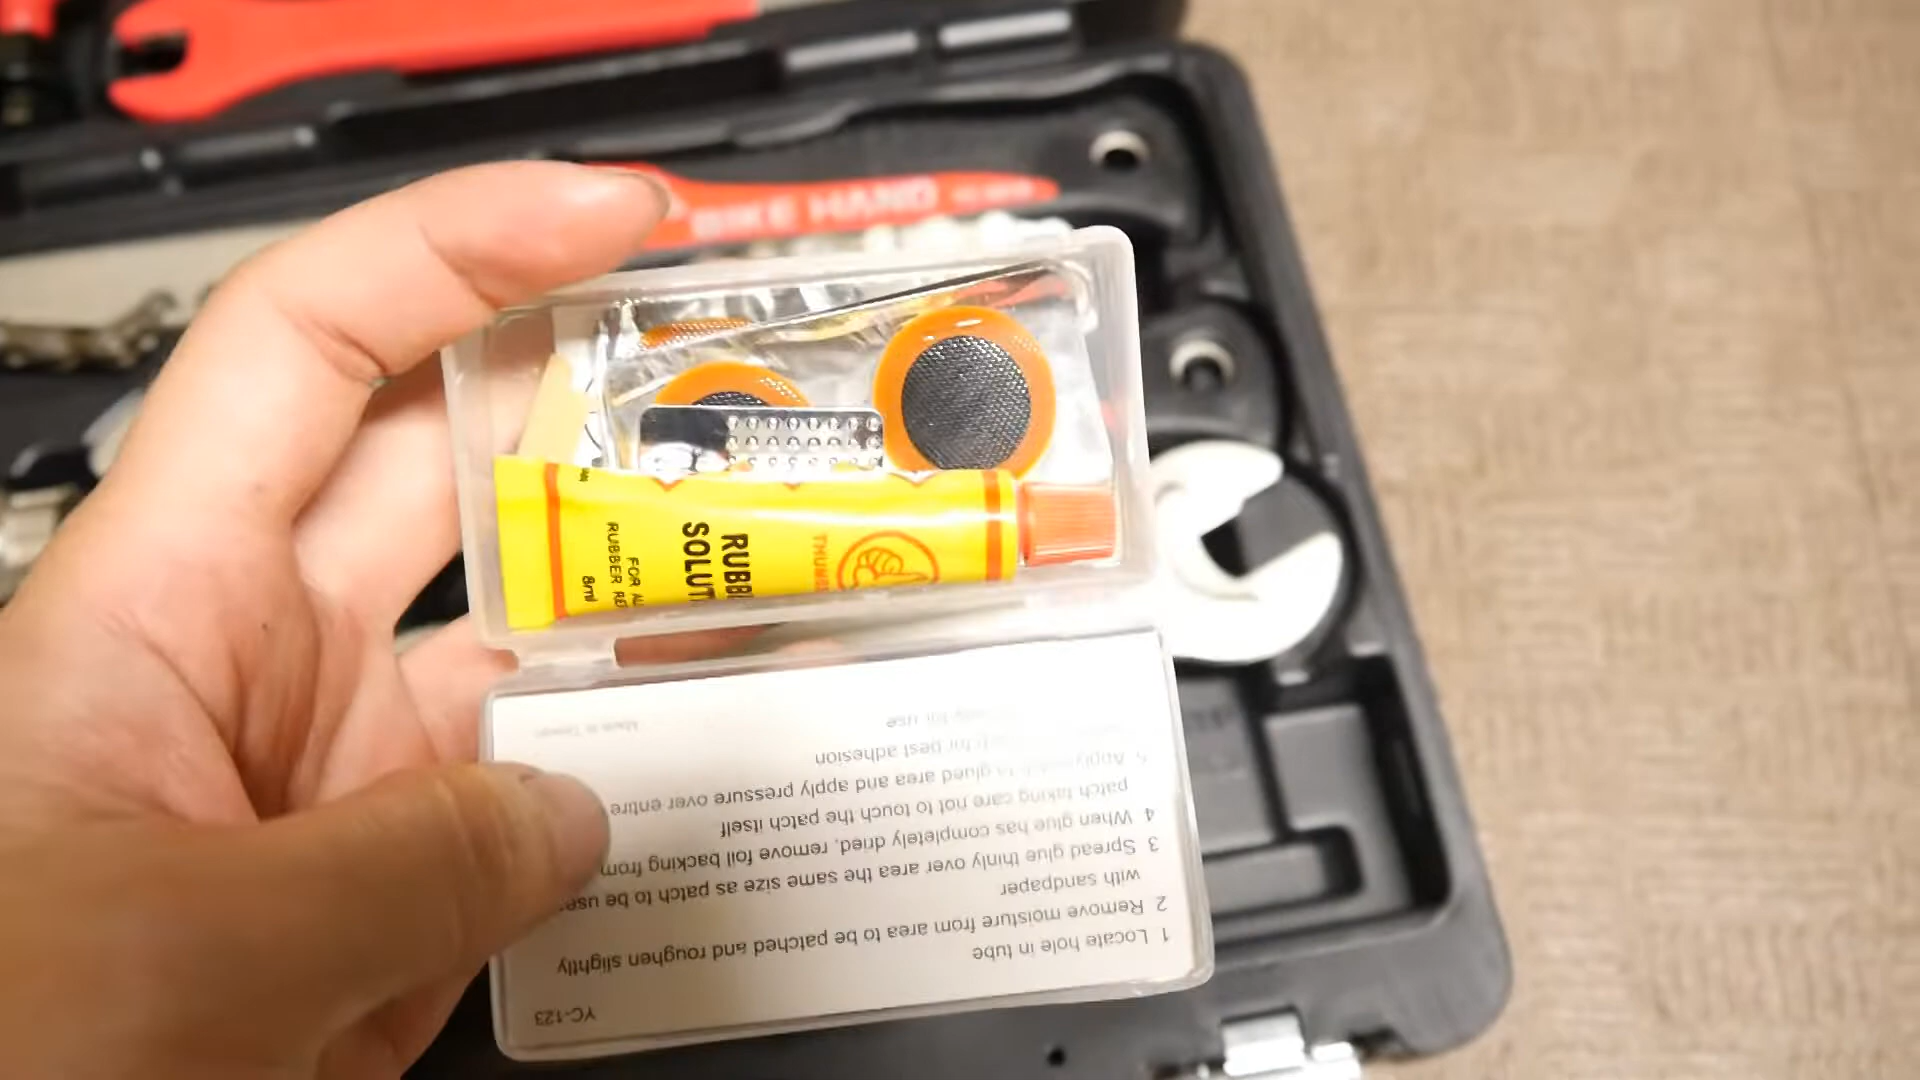 BIKE HAND
RUBB
SOLUT
FOR AL
RUBBER RE
8ml
THUMBS
YC-123
1 Locate hole in tube
2 Remove moisture from area to be patched and roughen slightly
with sandpaper
3 Spread glue thinly over area the same size as patch to be use
4 When glue has completely dried, remove foil backing from
patch taking care not to touch the patch itself
5 Apply patch to glued area and apply pressure over entire
for best adhesion
for use
Made in Taiwan